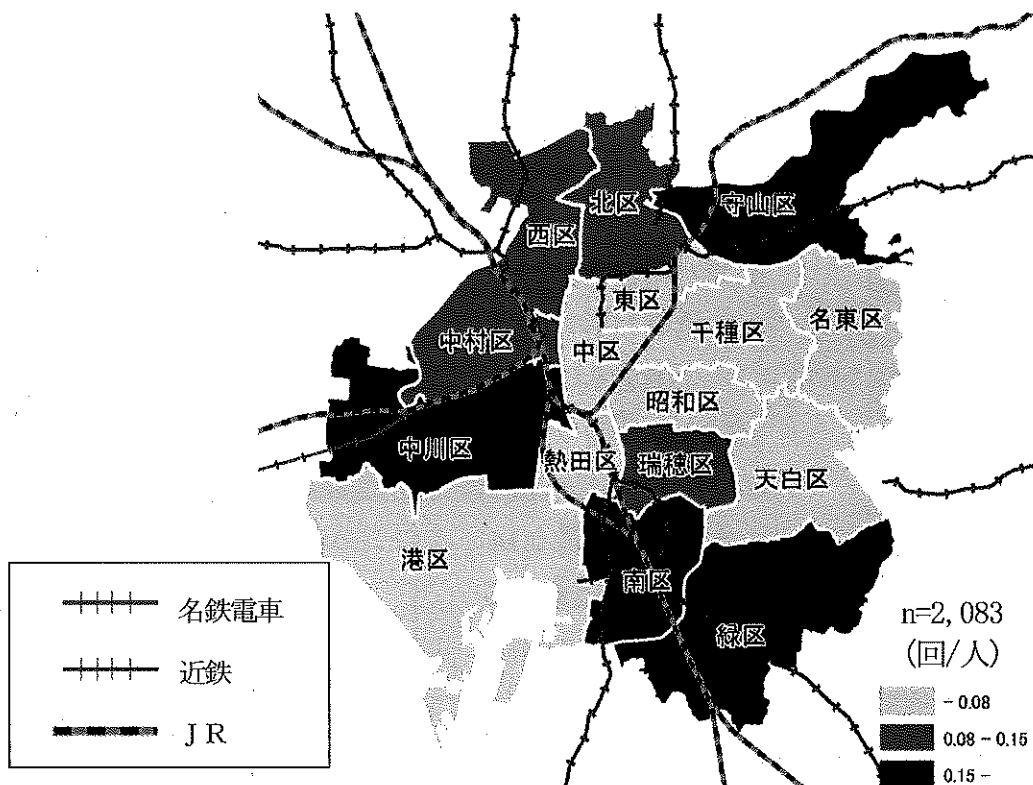 北区
守山区
西区
東区
千種区
名東区
中村区
中区
昭和区
中川区
熱田区
瑞穂区
天白区
港区
南区
緑区
名鉄電車
近鉄
ＪＲ
n=2,083
(回/人)
- 0.08
0.08 - 0.15
0.15 -